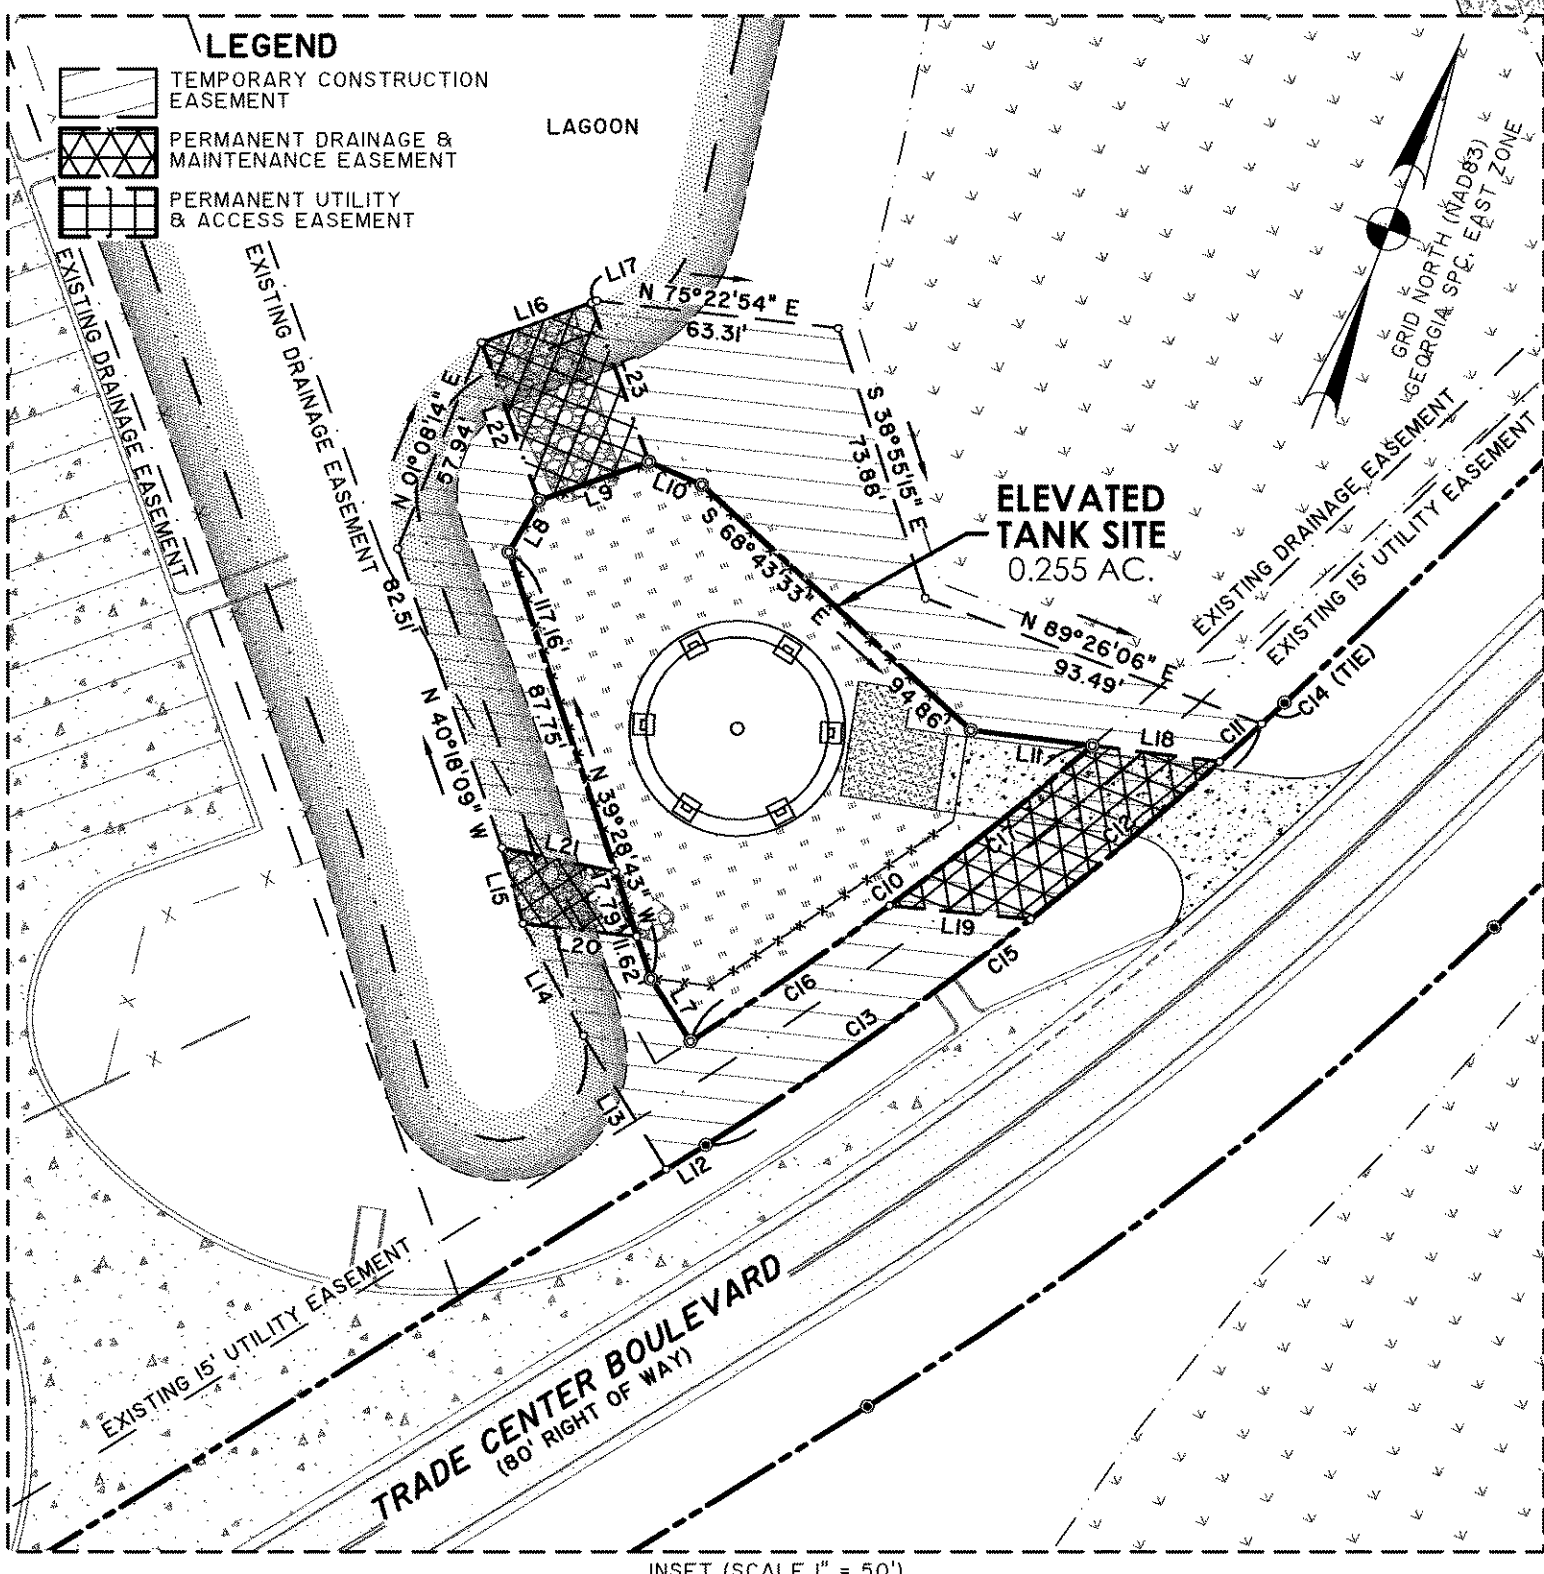 LEGEND
TEMPORARY CONSTRUCTION
EASEMENT
PERMANENT DRAINAGE &
MAINTENANCE EASEMENT
PERMANENT UTILITY
& ACCESS EASEMENT
LAGOON
GRID NORTH (NAD83)
GEORGIA SPC, EAST ZONE
EXISTING DRAINAGE EASEMENT
EXISTING DRAINAGE EASEMENT
L17
L16
N 75°22'54" E
63.31'
L23
L22
N 01°08'14" E
57.94'
L9
L10
L8
S 38°55'15" E
73.88'
S 68°43'33" E
94.86'
ELEVATED
TANK SITE
0.255 AC.
EXISTING DRAINAGE EASEMENT
EXISTING 15' UTILITY EASEMENT
N 89°26'06" E
93.49'
C14 (TIE)
C11
L18
L11
82.51'
N 40°18'09" W
117.16'
87.75'
N 39°28'43" W
17.79'
11.62'
L21
L15
L20
L14
L7
C17
C12
C10
L19
C15
C16
C13
L13
L12
EXISTING 15' UTILITY EASEMENT
TRADE CENTER BOULEVARD
(80' RIGHT OF WAY)
INSET (SCALE 1" = 50')